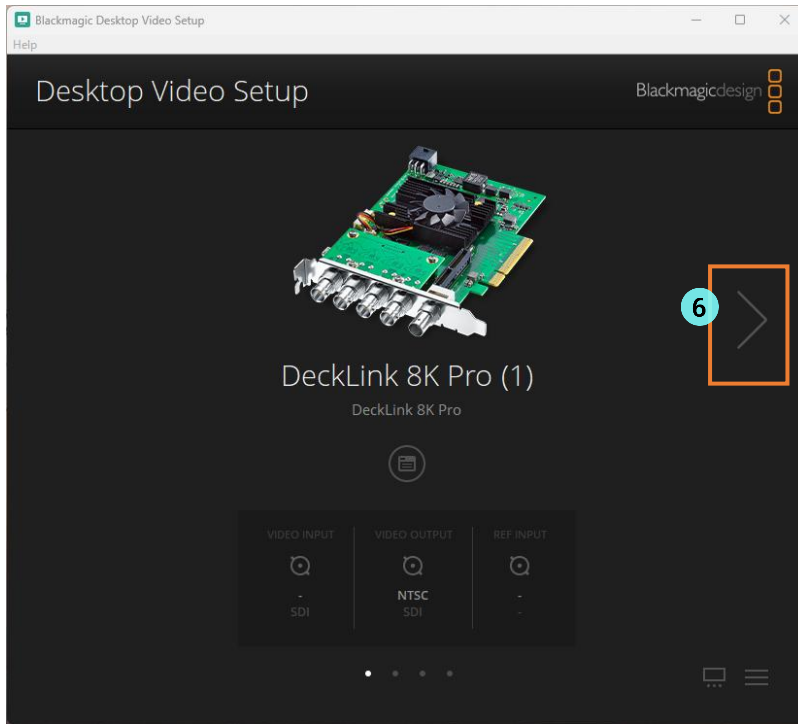 Blackmagic Desktop Video Setup
Help
Desktop Video Setup
Blackmagicdesign
6
DeckLink 8K Pro (1)
DeckLink 8K Pro
VIDEO INPUT VIDEO OUTPUT REF INPUT
- NTSC -
SDI SDI -